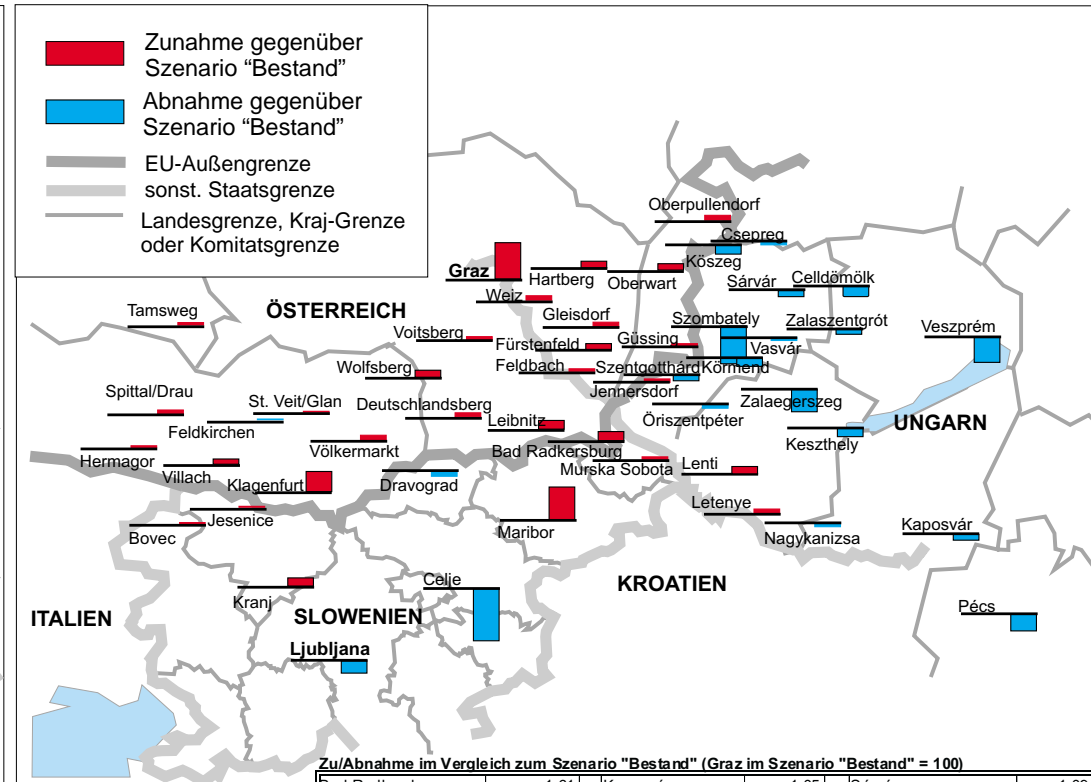 Zunahme gegenüber
Szenario "Bestand"
Abnahme gegenüber
Szenario "Bestand"
EU-Außengrenze
sonst. Staatsgrenze
Landesgrenze, Kraj-Grenze
oder Komitatsgrenze
Oberpullendorf
Csepreg
Köszeg
Graz
Hartberg
Oberwart
Sárvár
Celldömölk
Weiz
Tamsweg
ÖSTERREICH
Gleisdorf
Szombately
Zalaszentgrót
Veszprém
Voitsberg
Fürstenfeld
Güssing
Vasvár
Wolfsberg
Feldbach
Szentgotthárd
Körmend
Jennersdorf
Spittal/Drau
St. Veit/Glan
Deutschlandsberg
Öriszentpéter
Zalaegerszeg
Feldkirchen
Leibnitz
UNGARN
Keszthely
Hermagor
Völkermarkt
Bad Radkersburg
Villach
Klagenfurt
Dravograd
Murska Sobota
Lenti
Jesenice
Letenye
Bovec
Maribor
Nagykanizsa
Kaposvár
Celje
KROATIEN
Kranj
ITALIEN
SLOWENIEN
Pécs
Ljubljana
Zu/Abnahme im Vergleich zum Szenario "Bestand" (Graz im Szenario "Bestand" = 100)